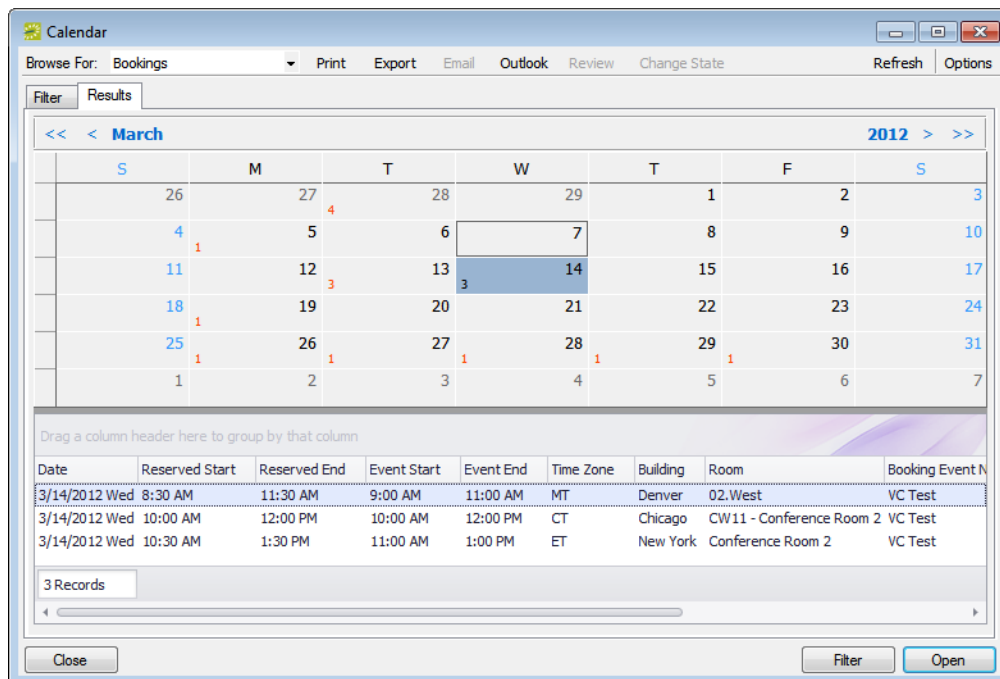 Calendar
Browse For: Bookings Print Export Email Outlook Review Change State Refresh Options
Filter Results
<< < March 2012 > >>
S M T W T F S
26 27 28 29 1 2 3
4
4 5 6 7 8 9 10
1
11 12 13 14 15 16 17
3 3
18 19 20 21 22 23 24
1
25 26 27 28 29 30 31
1 1 1 1 1
1 2 3 4 5 6 7
Drag a column header here to group by that column
Date Reserved Start Reserved End Event Start Event End Time Zone Building Room Booking Event N
3/14/2012 Wed 8:30 AM 11:30 AM 9:00 AM 11:00 AM MT Denver 02.West VC Test
3/14/2012 Wed 10:00 AM 12:00 PM 10:00 AM 12:00 PM CT Chicago CW11 - Conference Room 2 VC Test
3/14/2012 Wed 10:30 AM 1:30 PM 11:00 AM 1:00 PM ET New York Conference Room 2 VC Test
3 Records
Close Filter Open